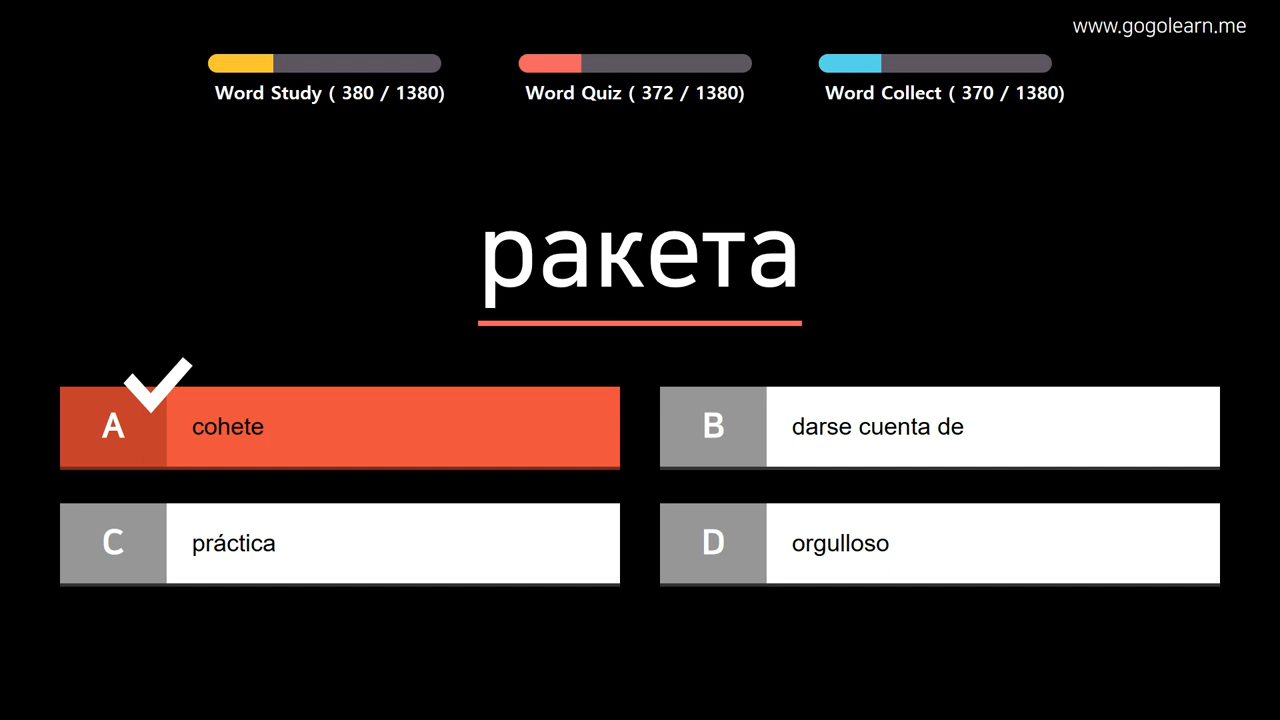 www.gogolearn.me
Word Study ( 380 / 1380)
Word Quiz ( 372 / 1380)
Word Collect ( 370 / 1380)
ракета
A
cohete
B
darse cuenta de
C
práctica
D
orgulloso